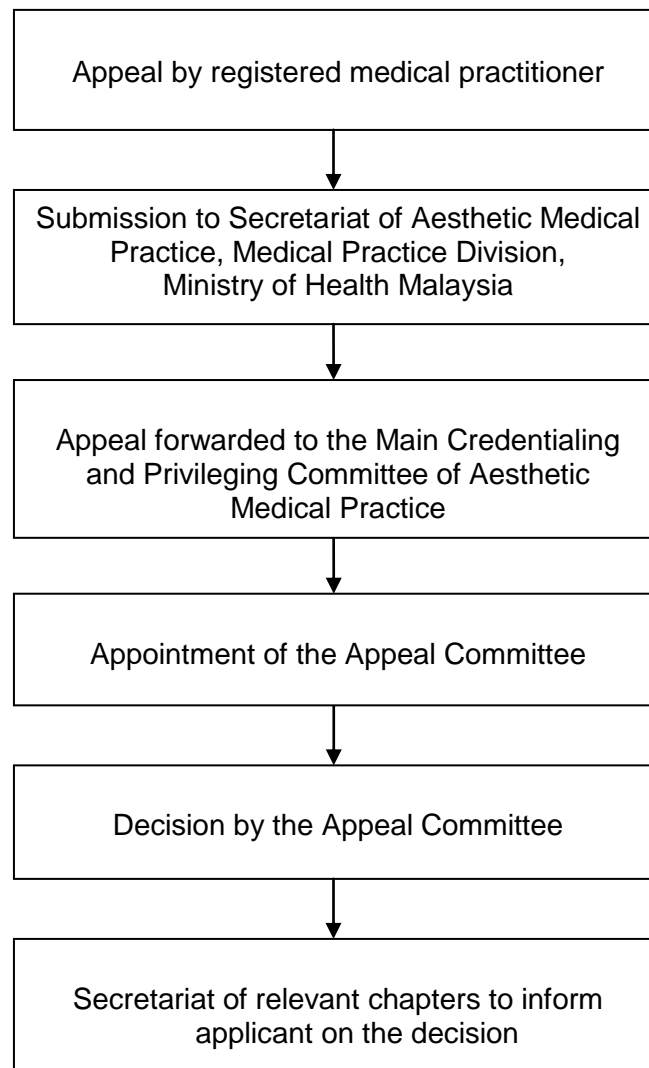 Appeal by registered medical practitioner
Submission to Secretariat of Aesthetic Medical
Practice, Medical Practice Division,
Ministry of Health Malaysia
Appeal forwarded to the Main Credentialing
and Privileging Committee of Aesthetic
Medical Practice
Appointment of the Appeal Committee
Decision by the Appeal Committee
Secretariat of relevant chapters to inform
applicant on the decision